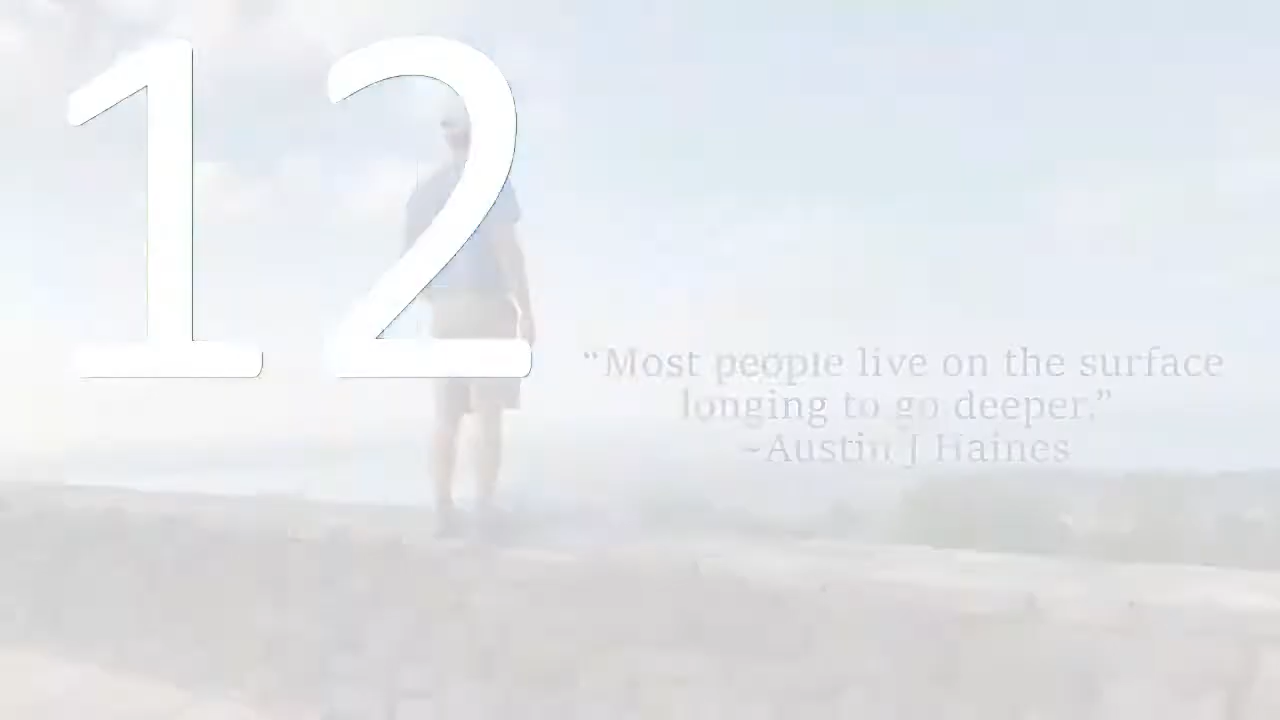 12
“Most people live on the surface
longing to go deeper.”
~Austin J Haines